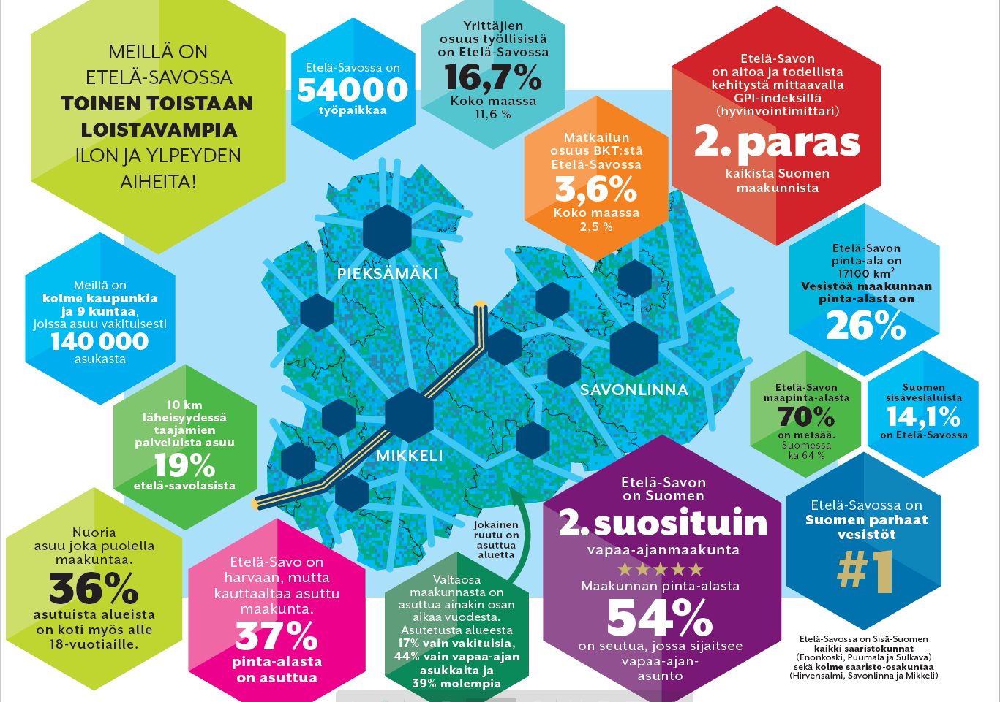 MEILLÄ ON
ETELÄ-SAVOSSA
TOINEN TOISTAAN
LOISTAVAMPIA
ILON JA YLPEYDEN
AIHEITA!
Etelä-Savossa on
54000
työpaikkaa
Yrittäjien
osuus työllisistä
on Etelä-Savossa
16,7%
Koko maassa
11,6 %
Matkailun
osuus BKT:stä
Etelä-Savossa
3,6%
Koko maassa
2,5 %
Etelä-Savon
on aitoa ja todellista
kehitystä mittaavalla
GPI-indeksillä
(hyvinvointimittari)
2. paras
kaikista Suomen
maakunnista
Meillä on
kolme kaupunkia
ja 9 kuntaa,
joissa asuu vakituisesti
140 000
asukasta
PIEKSÄMÄKI
SAVONLINNA
MIKKELI
Etelä-Savon
pinta-ala on
17100 km²
Vesistöä maakunnan
pinta-alasta on
26%
Etelä-Savon
maapinta-alasta
70%
on metsää.
Suomessa
ka 64 %
Suomen
sisävesialuista
14,1%
on Etelä-Savossa
10 km
läheisyydessä
taajamien
palveluista asuu
19%
etelä-savolasista
Nuoria
asuu joka puolella
maakuntaa.
36%
asutuista alueista
on koti myös alle
18-vuotiaille.
Etelä-Savo on
harvaan, mutta
kauttaaltaa asuttu
maakunta.
37%
pinta-alasta
on asuttua
Jokainen
ruutu on
asuttua
aluetta
Valtaosa
maakunnasta on
asuttua ainakin osan
aikaa vuodesta.
Asutetusta alueesta
17% vain vakituisia,
44% vain vapaa-ajan
asukkaita ja
39% molempia
Etelä-Savon
on Suomen
2. suosituin
vapaa-ajanmaakunta
Maakunnan pinta-alasta
54%
on seutua, jossa sijaitsee
vapaa-ajan-
asunto
Etelä-Savossa on
Suomen parhaat
vesistöt
#1
Etelä-Savossa on Sisä-Suomen
kaikki saaristokunnat
(Enonkoski, Puumala ja Sulkava)
sekä kolme saaristo-osakuntaa
(Hirvensalmi, Savonlinna ja Mikkeli)